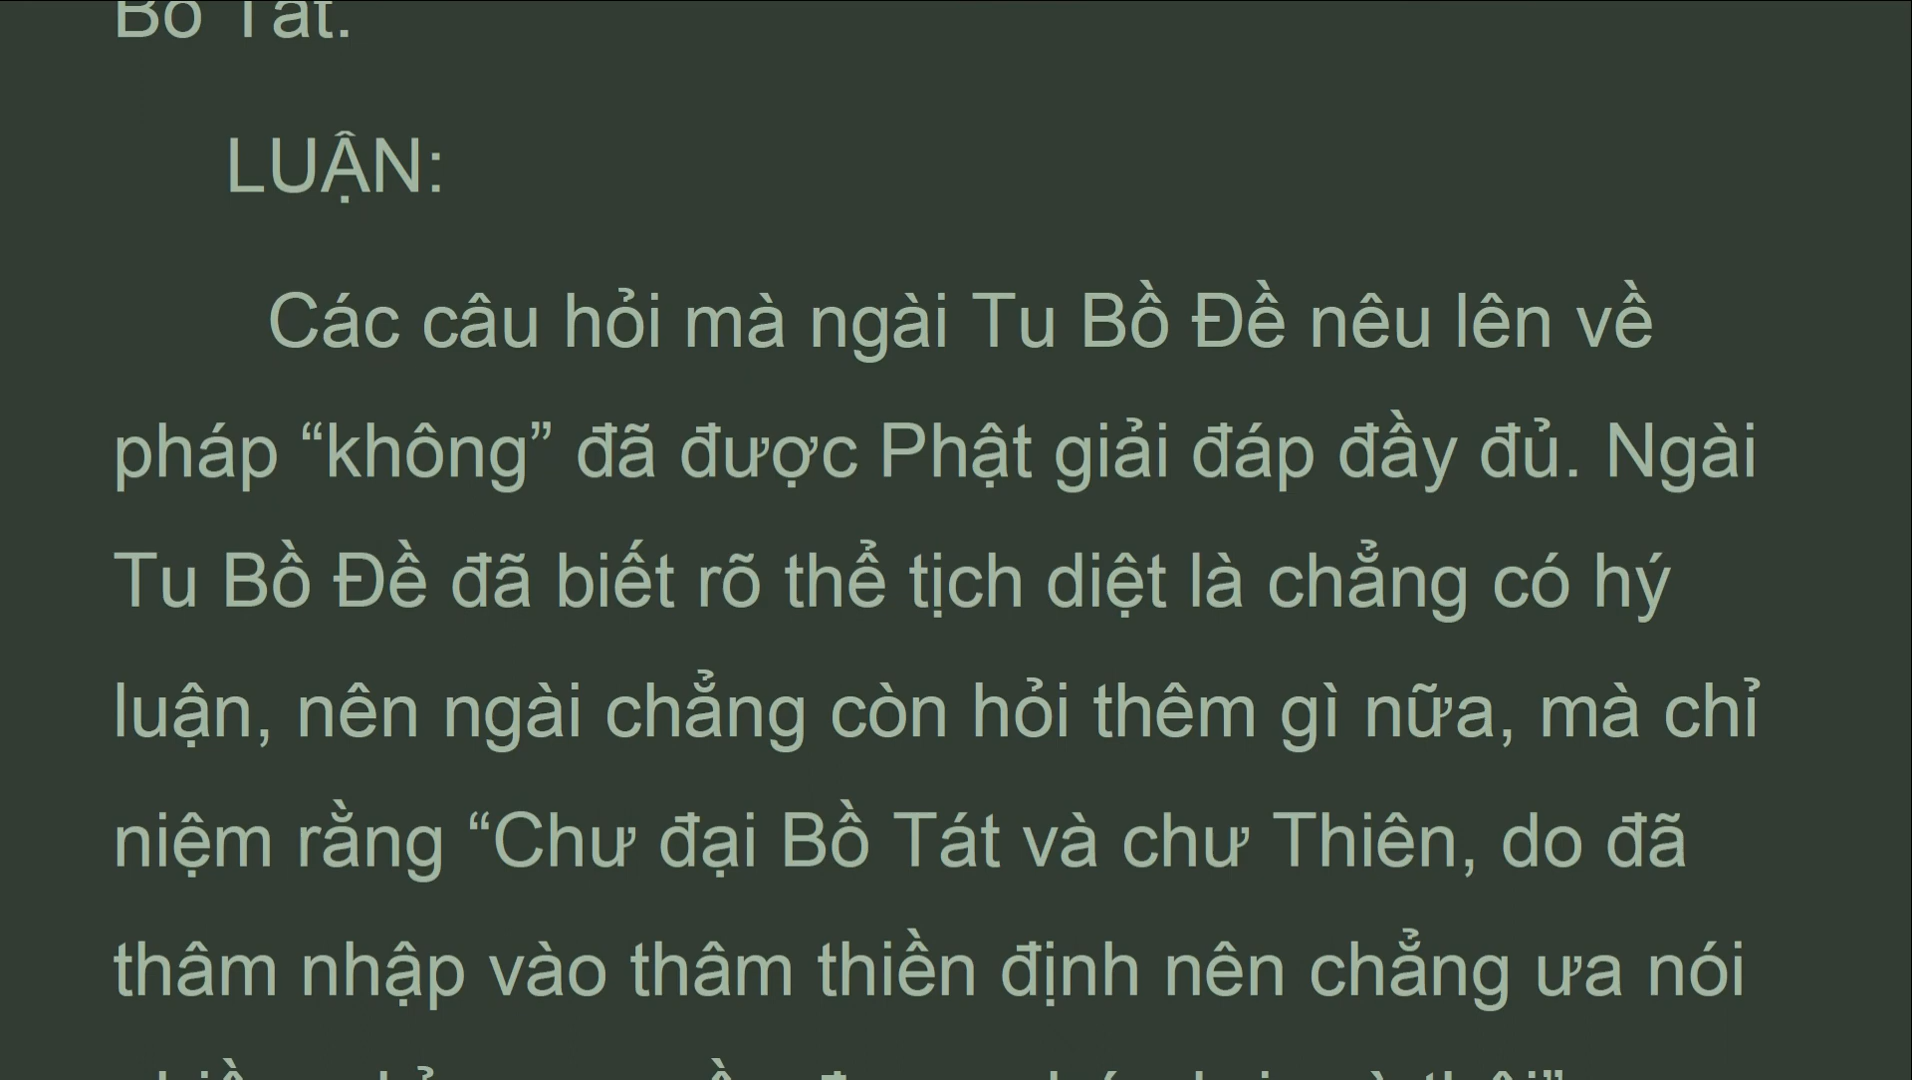 Bồ Tát.
LUẬN:
Các câu hỏi mà ngài Tu Bồ Đề nêu lên về
pháp “không” đã được Phật giải đáp đầy đủ. Ngài
Tu Bồ Đề đã biết rõ thể tịch diệt là chẳng có hý
luận, nên ngài chẳng còn hỏi thêm gì nữa, mà chỉ
niệm rằng “Chư đại Bồ Tát và chư Thiên, do đã
thâm nhập vào thâm thiền định nên chẳng ưa nói